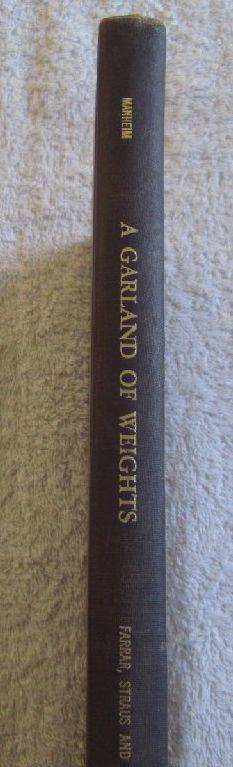 MANHEIM
A GARLAND OF WEIGHTS
FARRAR, STRAUS AND